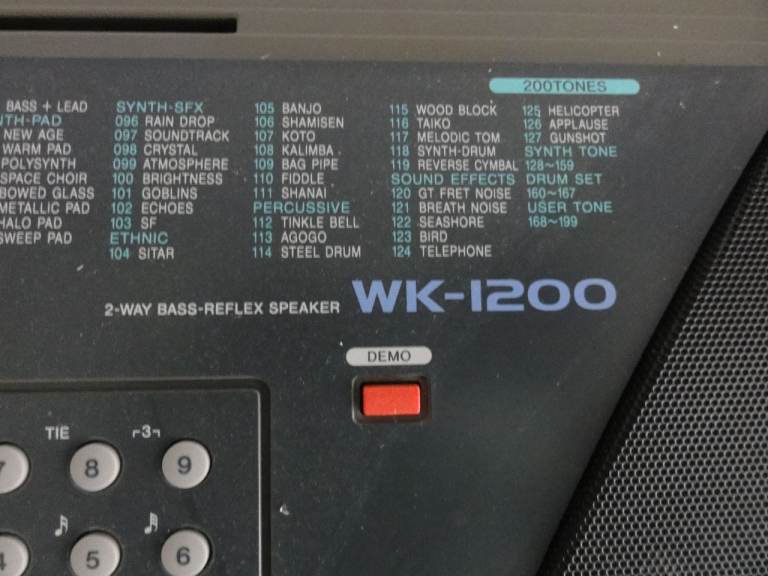 200TONES
BASS + LEAD
NTH-PAD
NEW AGE
WARM PAD
POLYSYNTH
SPACE CHOIR
BOWED GLASS
METALLIC PAD
HALO PAD
SWEEP PAD
SYNTH-SFX
096 RAIN DROP
097 SOUNDTRACK
098 CRYSTAL
099 ATMOSPHERE
100 BRIGHTNESS
101 GOBLINS
102 ECHOES
103 SF
ETHNIC
104 SITAR
105 BANJO
106 SHAMISEN
107 KOTO
108 KALIMBA
109 BAG PIPE
110 FIDDLE
111 SHANAI
PERCUSSIVE
112 TINKLE BELL
113 AGOGO
114 STEEL DRUM
115 WOOD BLOCK
116 TAIKO
117 MELODIC TOM
118 SYNTH-DRUM
119 REVERSE CYMBAL
SOUND EFFECTS
120 GT FRET NOISE
121 BREATH NOISE
122 SEASHORE
123 BIRD
124 TELEPHONE
125 HELICOPTER
126 APPLAUSE
127 GUNSHOT
SYNTH TONE
128~159
DRUM SET
160~167
USER TONE
168~199
2-WAY BASS-REFLEX SPEAKER WK-1200
DEMO
TIE 3
7 8 9
4 5 6